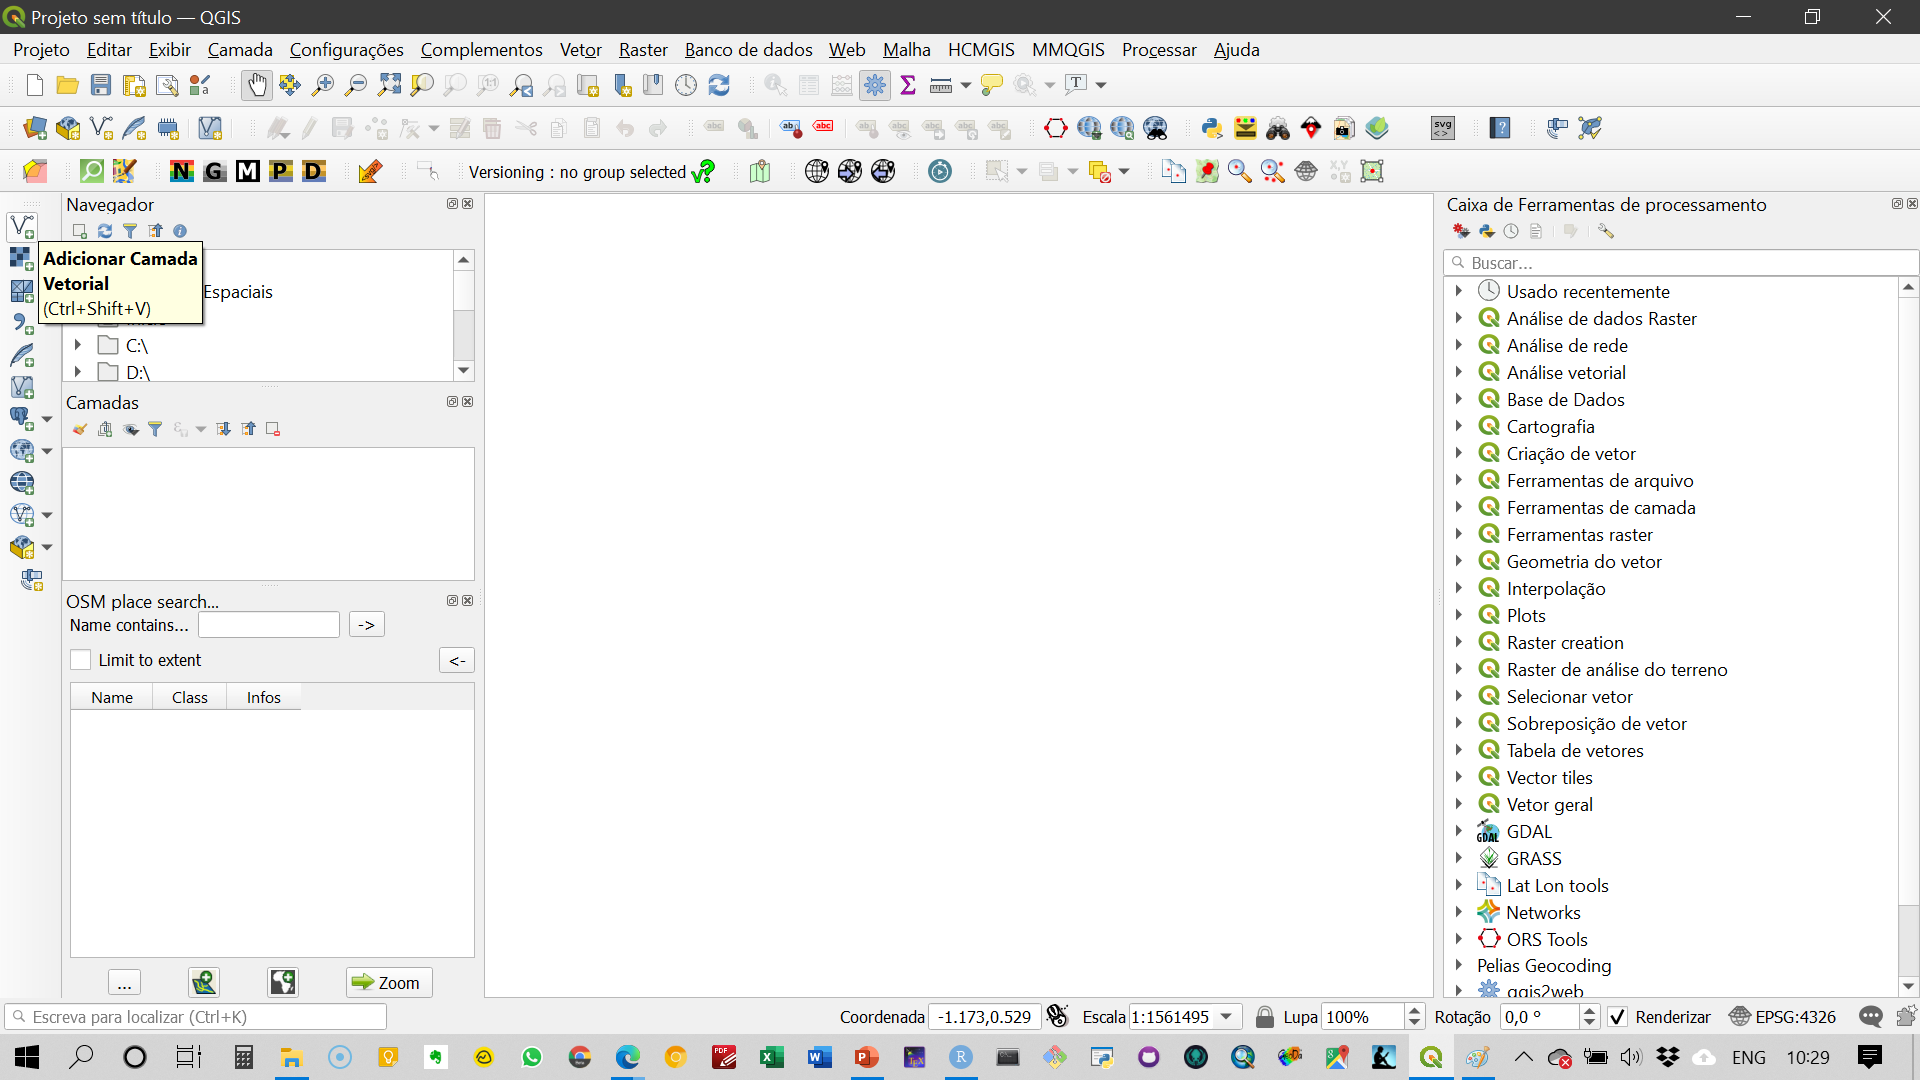 Projeto sem título — QGIS
Projeto Editar Exibir Camada Configurações Complementos Vetor Raster Banco de dados Web Malha HCMGIS MMQGIS Processar Ajuda
N G M P D Versioning : no group selected
Navegador
Adicionar Camada
Vetorial
(Ctrl+Shift+V)
Espaciais
C:\
D:\
Camadas
OSM place search...
Name contains... ->
Limit to extent <-
Name Class Infos
... Zoom
Caixa de Ferramentas de processamento
Buscar...
Usado recentemente
Análise de dados Raster
Análise de rede
Análise vetorial
Base de Dados
Cartografia
Criação de vetor
Ferramentas de arquivo
Ferramentas de camada
Ferramentas raster
Geometria do vetor
Interpolação
Plots
Raster creation
Raster de análise do terreno
Selecionar vetor
Sobreposição de vetor
Tabela de vetores
Vector tiles
Vetor geral
GDAL
GRASS
Lat Lon tools
Networks
ORS Tools
Pelias Geocoding
qgis2web
Escreva para localizar (Ctrl+K) Coordenada -1.173,0.529 Escala 1:1561495 Lupa 100% Rotação 0,0 ° Renderizar EPSG:4326
ENG 10:29